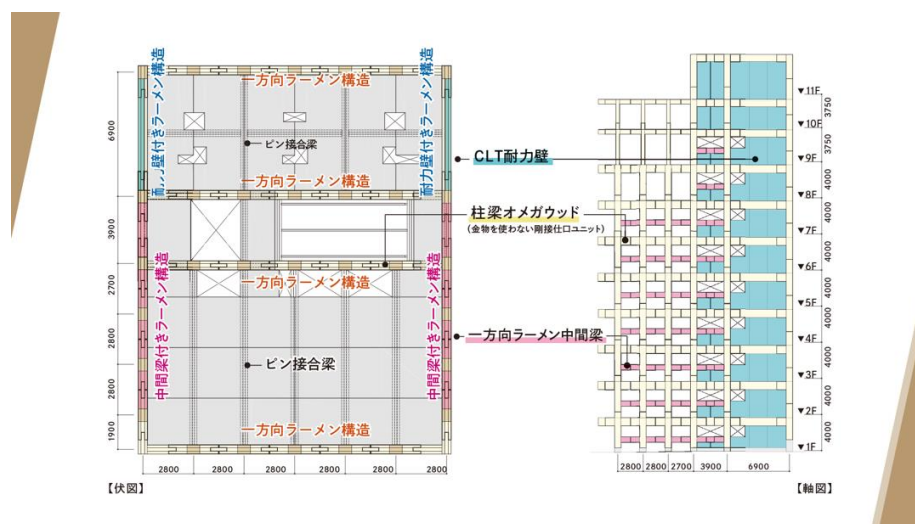 耐力壁付きラーメン構造
一方向ラーメン構造
耐力壁付きラーメン構造
ピン接合梁
一方向ラーメン構造
一方向ラーメン構造
中間梁付きラーメン構造
中間梁付きラーメン構造
ピン接合梁
一方向ラーメン構造
6900
3900
2700
2800
2800
1900
2800
2800
2800
2800
2800
2800
【伏図】
CLT耐力壁
柱梁オメガウッド
(金物を使わない剛接仕口ユニット)
一方向ラーメン中間梁
▼11F
3750
▼10F
3750
▼9F
4000
▼8F
4000
▼7F
4000
▼6F
4000
▼5F
4000
▼4F
4000
▼3F
4000
▼2F
4000
▼1F
2800
2800
2700
3900
6900
【軸図】